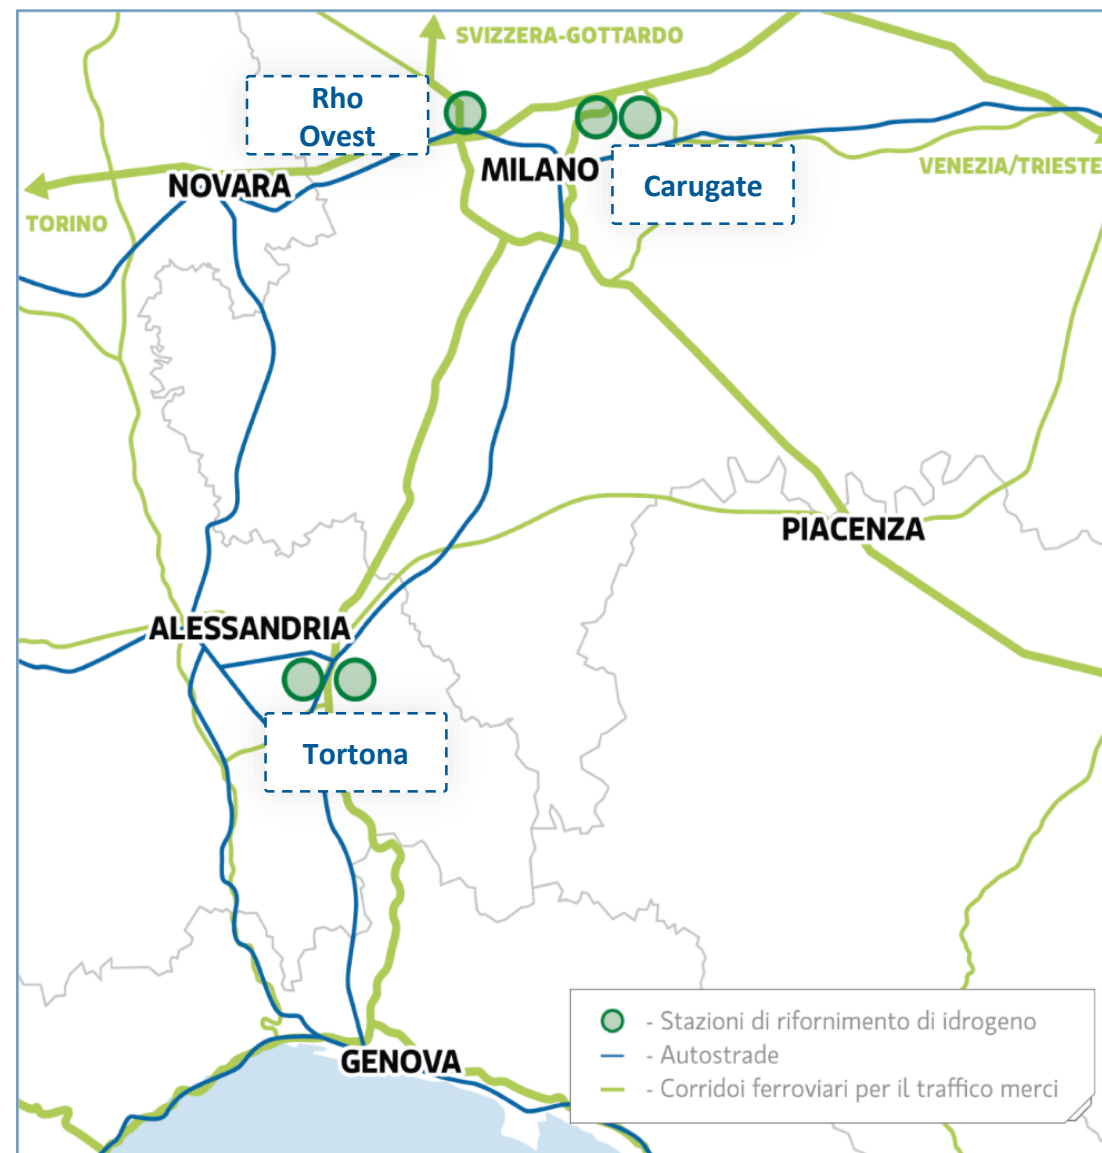 SVIZZERA-GOTTARDO
Rho
Ovest
MILANO
VENEZIA/TRIESTE
Carugate
NOVARA
TORINO
PIACENZA
ALESSANDRIA
Tortona
GENOVA
- Stazioni di rifornimento di idrogeno
- Autostrade
- Corridoi ferroviari per il traffico merci